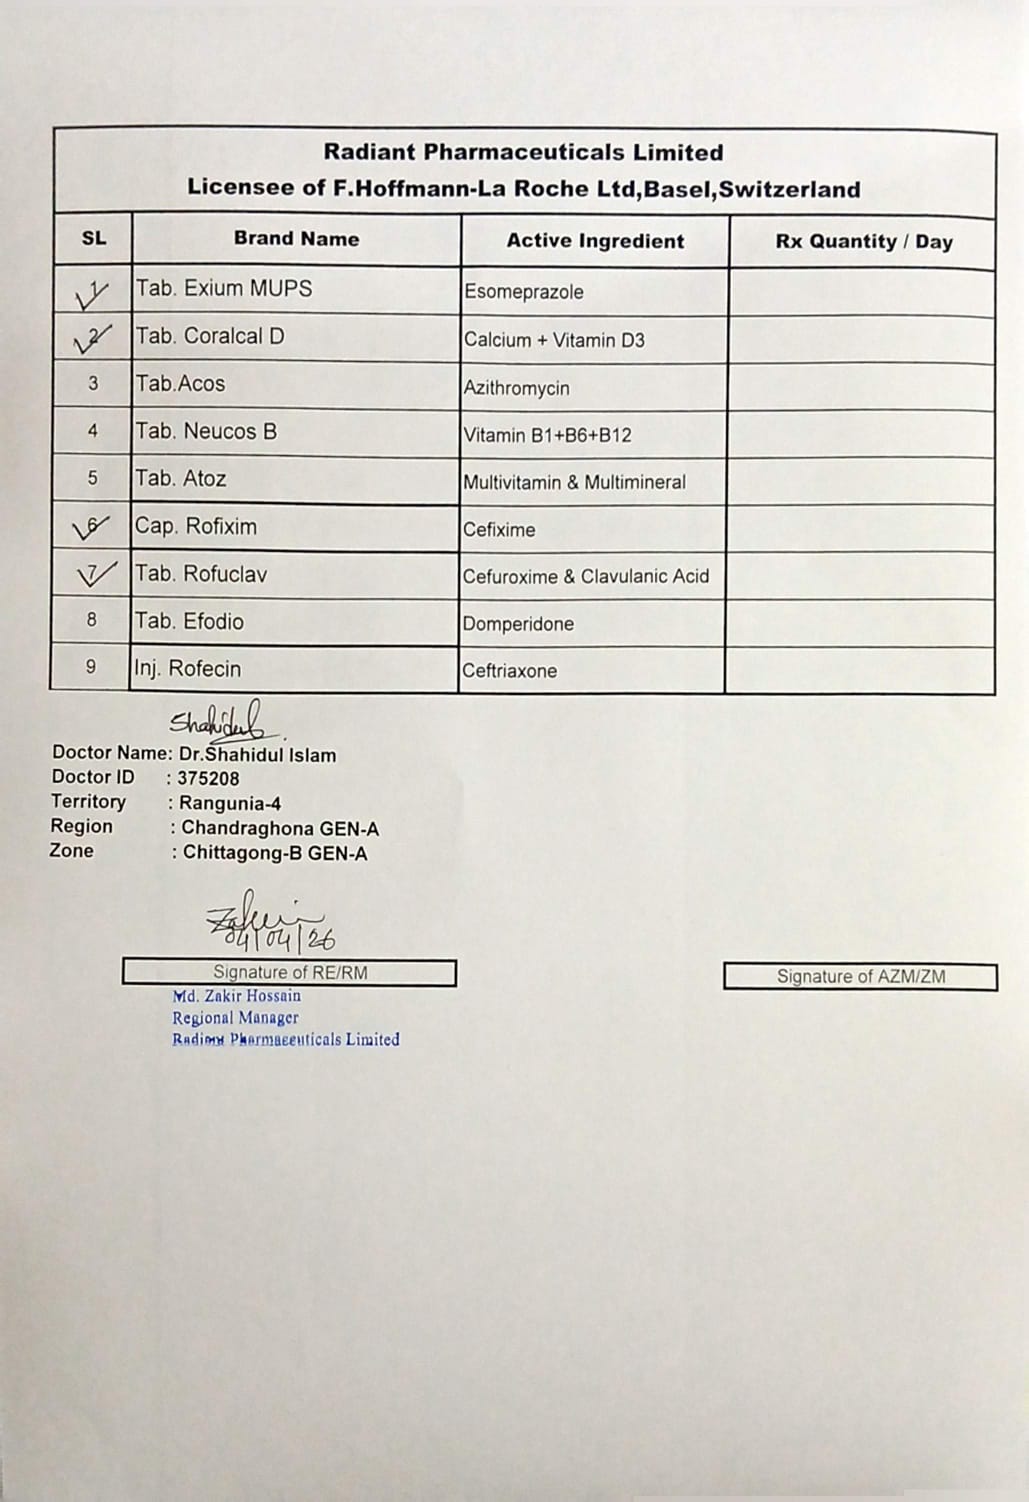 Radiant Pharmaceuticals Limited
Licensee of F.Hoffmann-La Roche Ltd,Basel,Switzerland
SL Brand Name Active Ingredient Rx Quantity / Day
1 Tab. Exium MUPS Esomeprazole
2 Tab. Coralcal D Calcium + Vitamin D3
3 Tab.Acos Azithromycin
4 Tab. Neucos B Vitamin B1+B6+B12
5 Tab. Atoz Multivitamin & Multimineral
6 Cap. Rofixim Cefixime
7 Tab. Rofuclav Cefuroxime & Clavulanic Acid
8 Tab. Efodio Domperidone
9 Inj. Rofecin Ceftriaxone
Shahidul
Doctor Name: Dr.Shahidul Islam
Doctor ID : 375208
Territory : Rangunia-4
Region : Chandraghona GEN-A
Zone : Chittagong-B GEN-A
04/04/26
Signature of RE/RM Signature of AZM/ZM
Md. Zakir Hossain
Regional Manager
Radiant Pharmaceuticals Limited